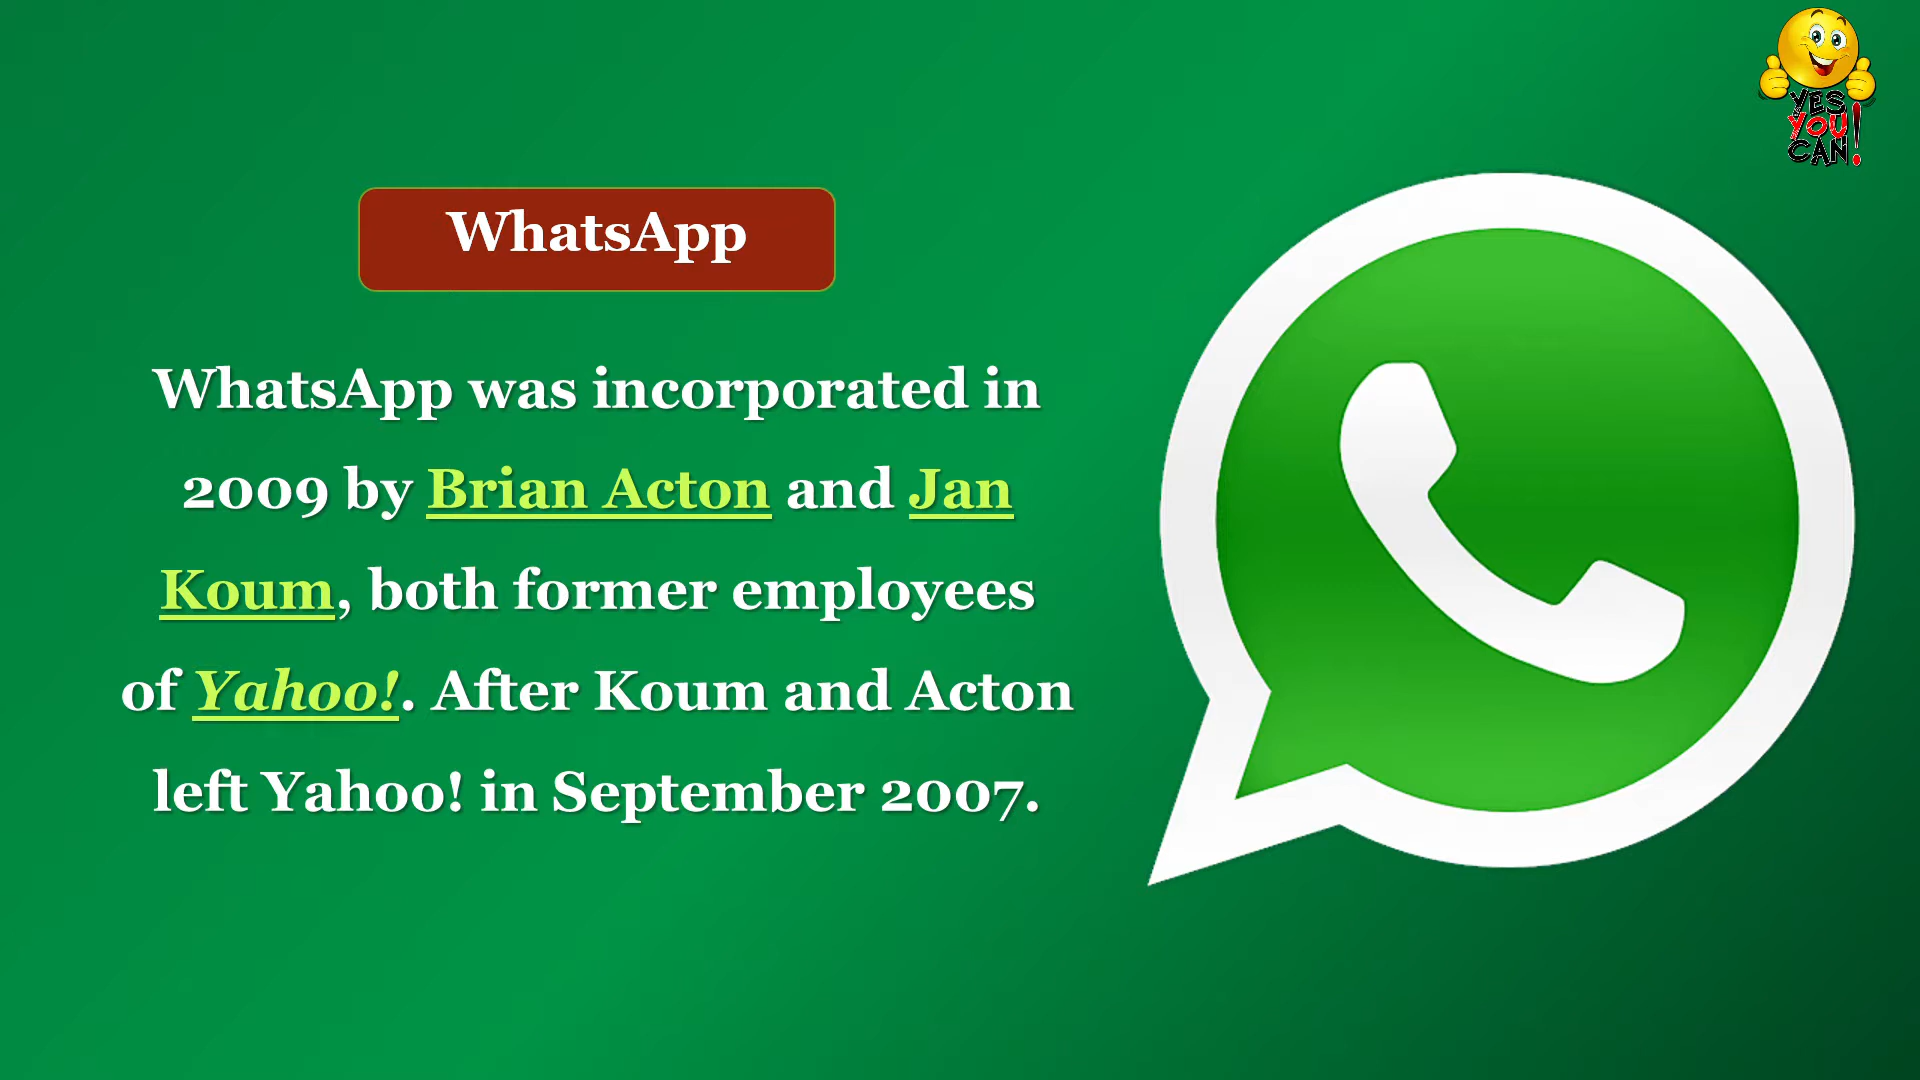 YES
YOU
CAN!
WhatsApp
WhatsApp was incorporated in
2009 by Brian Acton and Jan
Koum, both former employees
of Yahoo!. After Koum and Acton
left Yahoo! in September 2007.